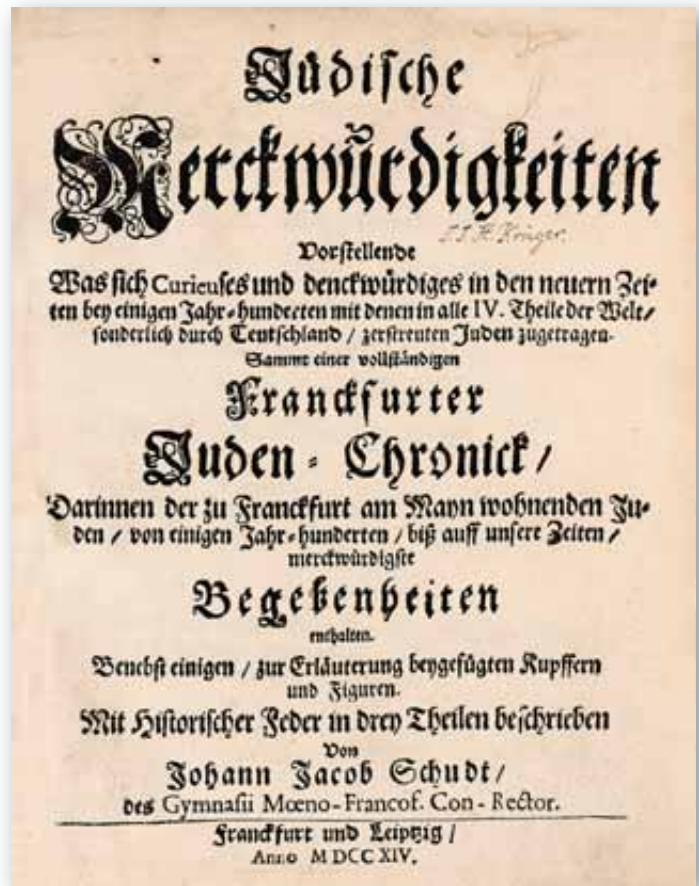 Jüdische
Merckwürdigkeiten
J. J. H. Krüger.
Vorstellende
Was sich Curieuses und denckwürdiges in den neuern Zei-
ten bey einigen Jahr-hunderten mit denen in alle IV. Theile der Welt/
sonderlich durch Teutschland / zerstreuten Juden zugetragen.
Sammt einer vollständigen
Franckfurter
Juden-Chronick /
Darinnen der zu Franckfurt am Mayn wohnenden Ju-
den / von einigen Jahr-hunderten / biß auff unsere Zeiten /
merckwürdigste
Begebenheiten
enthalten.
Benebst einigen / zur Erläuterung beygefügten Kupffern
und Figuren.
Mit Historischer Feder in drey Theilen beschrieben
Von
Johann Jacob Schudt /
des Gymnasii Mœno-Francof. Con-Rector.
Franckfurt und Leiptzig /
Anno M DCC XIV.